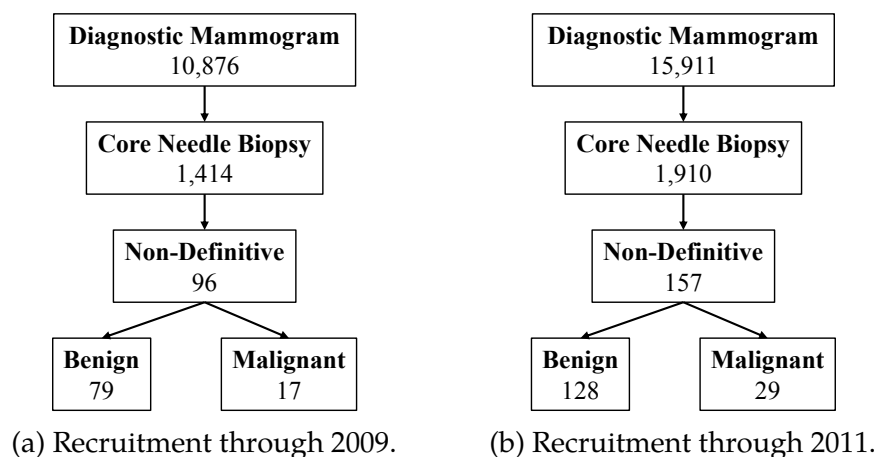 Diagnostic Mammogram
10,876
Core Needle Biopsy
1,414
Non-Definitive
96
Benign
79
Malignant
17
(a) Recruitment through 2009.
Diagnostic Mammogram
15,911
Core Needle Biopsy
1,910
Non-Definitive
157
Benign
128
Malignant
29
(b) Recruitment through 2011.